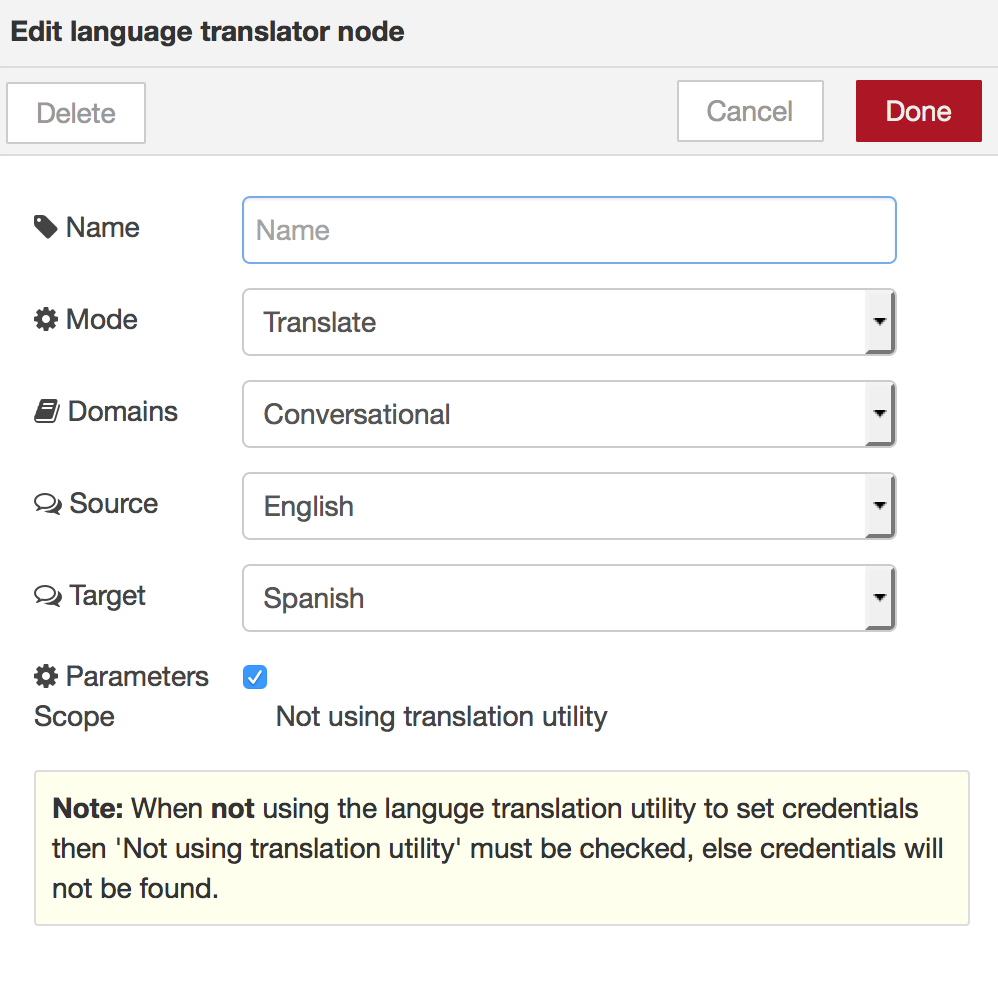 Edit language translator node
Delete
Cancel
Done
Name
Name
Mode
Translate
Domains
Conversational
Source
English
Target
Spanish
Parameters
Scope
Not using translation utility
Note: When not using the languge translation utility to set credentials
then 'Not using translation utility' must be checked, else credentials will
not be found.